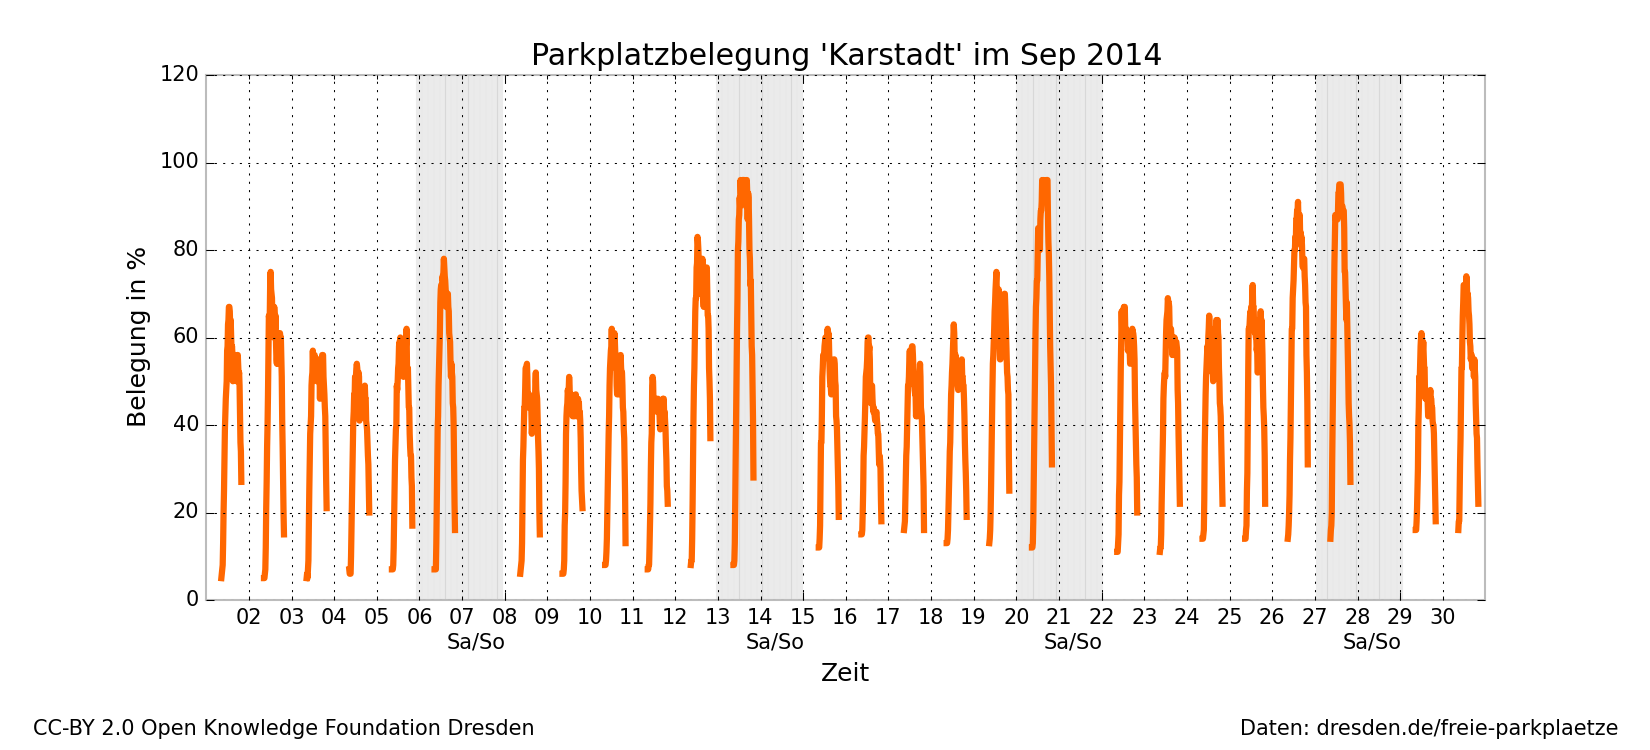 Parkplatzbelegung 'Karstadt' im Sep 2014
120
100
80
60
40
20
0
Belegung in %
02 03 04 05 06 07 08 09 10 11 12 13 14 15 16 17 18 19 20 21 22 23 24 25 26 27 28 29 30
Sa/So Sa/So Sa/So Sa/So
Zeit
CC-BY 2.0 Open Knowledge Foundation Dresden
Daten: dresden.de/freie-parkplaetze